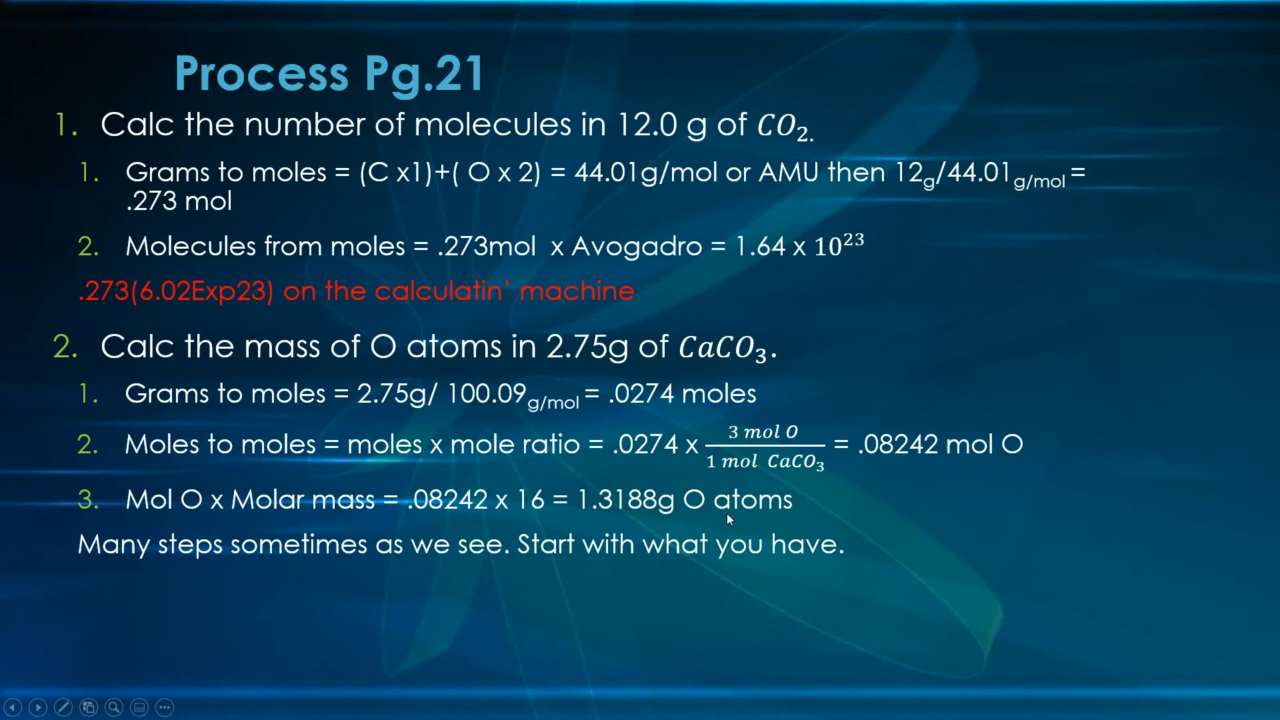 Process Pg.21
1. Calc the number of molecules in 12.0 g of CO₂.
1. Grams to moles = (C x1)+( O x 2) = 44.01g/mol or AMU then 12g/44.01g/mol =
.273 mol
2. Molecules from moles = .273mol x Avogadro = 1.64 x 10²³
.273(6.02Exp23) on the calculatin' machine
2. Calc the mass of O atoms in 2.75g of CaCO₃.
1. Grams to moles = 2.75g/ 100.09g/mol = .0274 moles
2. Moles to moles = moles x mole ratio = .0274 x 3 mol O / 1 mol CaCO₃ = .08242 mol O
3. Mol O x Molar mass = .08242 x 16 = 1.3188g O atoms
Many steps sometimes as we see. Start with what you have.